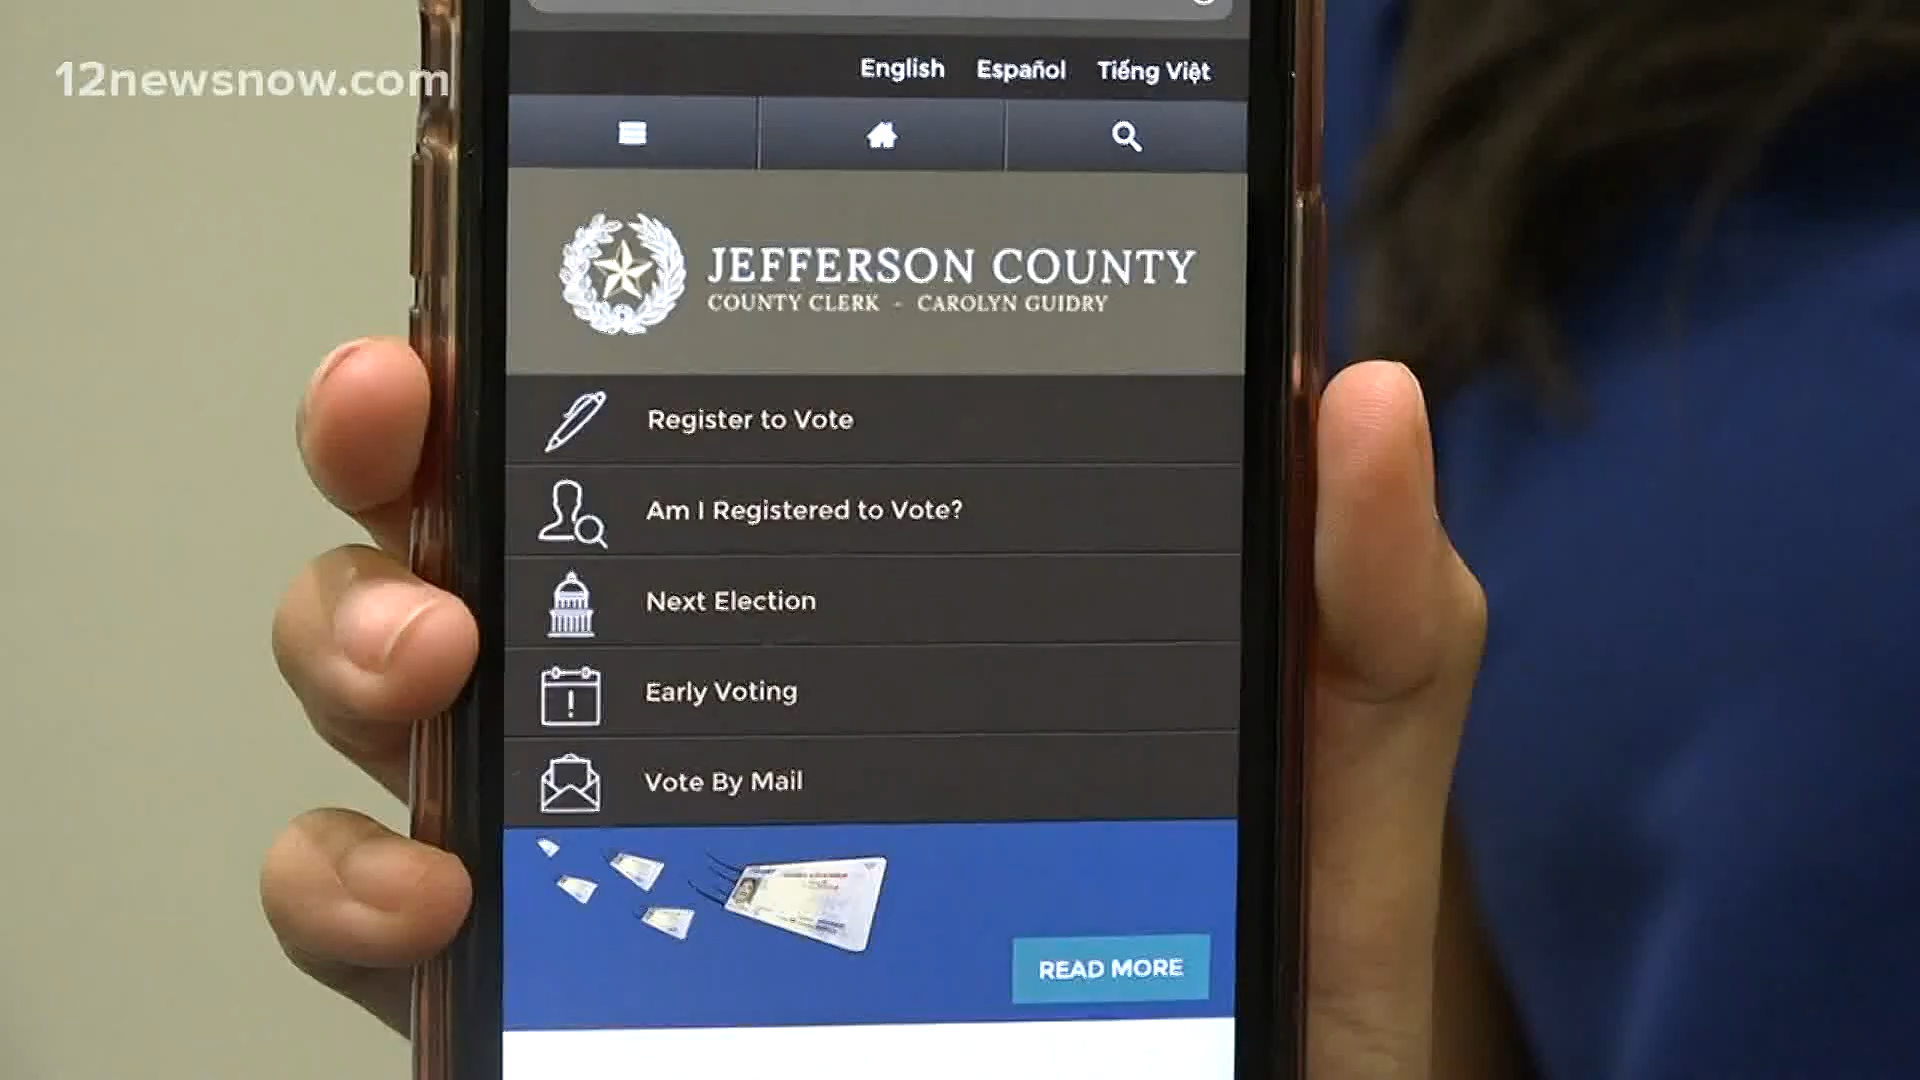 12newsnow.com
English Español Tiếng Việt
JEFFERSON COUNTY
COUNTY CLERK - CAROLYN GUIDRY
Register to Vote
Am I Registered to Vote?
Next Election
Early Voting
Vote By Mail
READ MORE